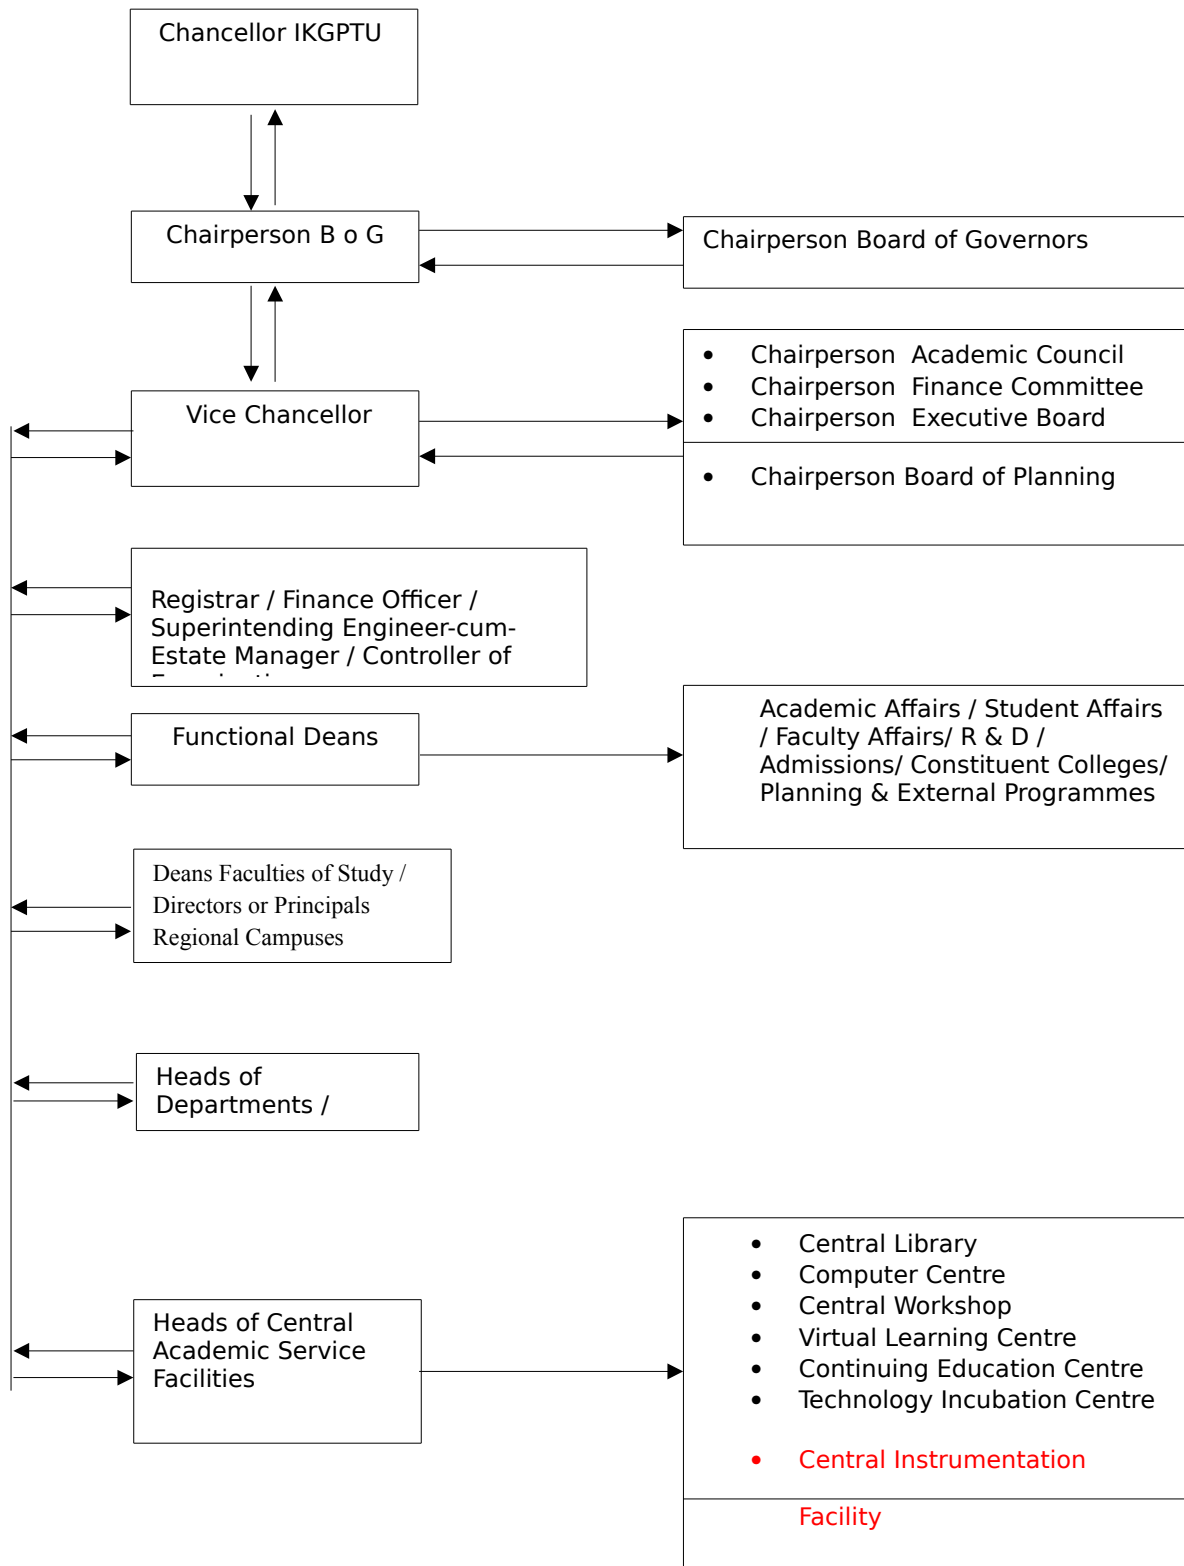 Chancellor IKGPTU
Chairperson B o G
Chairperson Board of Governors
• Chairperson  Academic Council
• Chairperson  Finance Committee
• Chairperson  Executive Board
Vice Chancellor
• Chairperson Board of Planning
Registrar / Finance Officer /
Superintending Engineer-cum-
Estate Manager / Controller of
Functional Deans
Academic Affairs / Student Affairs
/ Faculty Affairs/ R & D /
Admissions/ Constituent Colleges/
Planning & External Programmes
Deans Faculties of Study /
Directors or Principals
Regional Campuses
Heads of
Departments /
• Central Library
• Computer Centre
• Central Workshop
• Virtual Learning Centre
• Continuing Education Centre
• Technology Incubation Centre
• Central Instrumentation
Facility
Heads of Central
Academic Service
Facilities